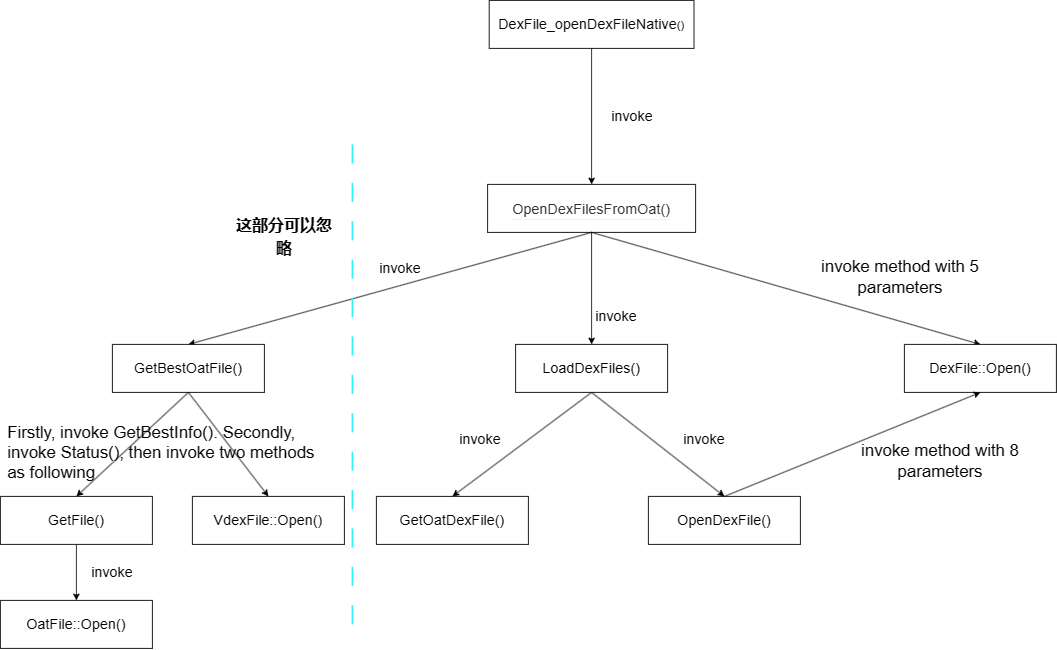 DexFile_openDexFileNative()
invoke
OpenDexFilesFromOat()
这部分可以忽
略
invoke
invoke
invoke method with 5
parameters
GetBestOatFile()
LoadDexFiles()
DexFile::Open()
Firstly, invoke GetBestInfo(). Secondly,
invoke Status(), then invoke two methods
as following
invoke
invoke
invoke method with 8
parameters
GetFile()
VdexFile::Open()
GetOatDexFile()
OpenDexFile()
invoke
OatFile::Open()